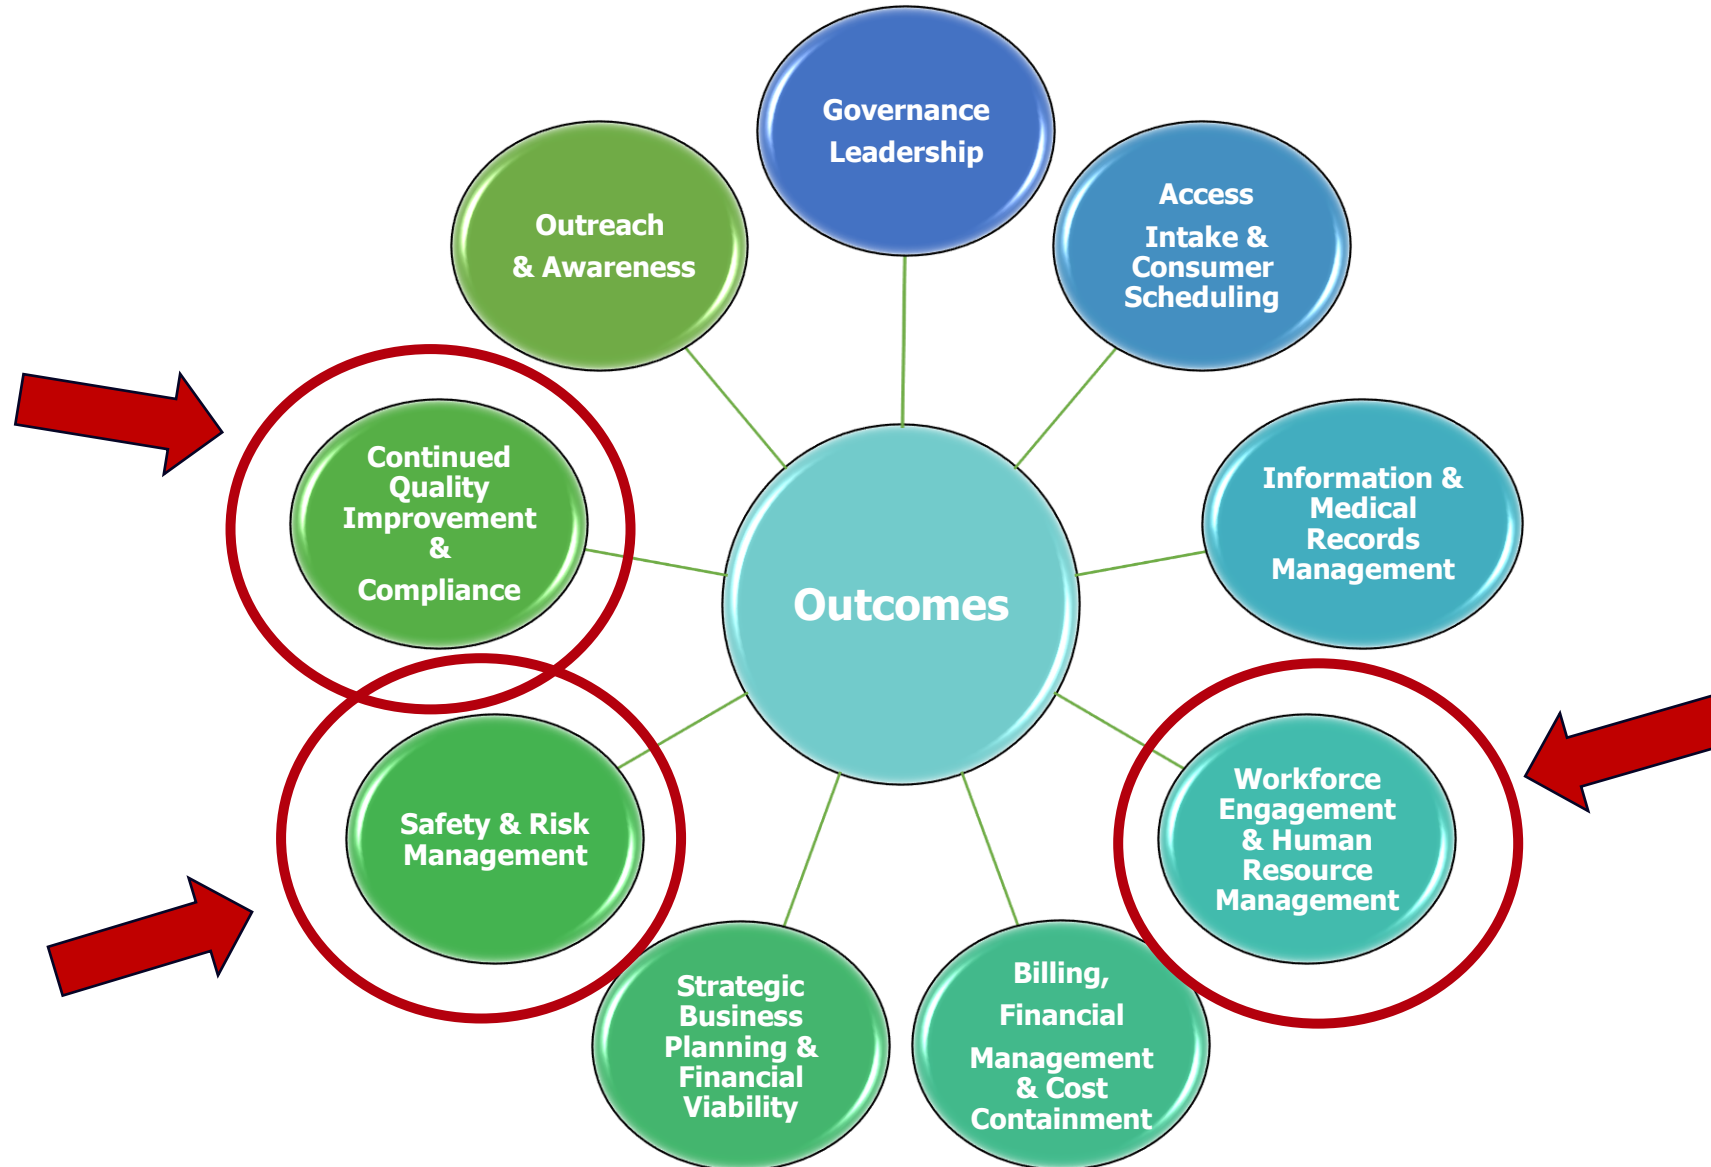 Governance
Leadership
Access
Intake &
Consumer
Scheduling
Information &
Medical
Records
Management
Workforce
Engagement
& Human
Resource
Management
Billing,
Financial
Management
& Cost
Containment
Strategic
Business
Planning &
Financial
Viability
Safety & Risk
Management
Continued
Quality
Improvement
&
Compliance
Outreach
& Awareness
Outcomes